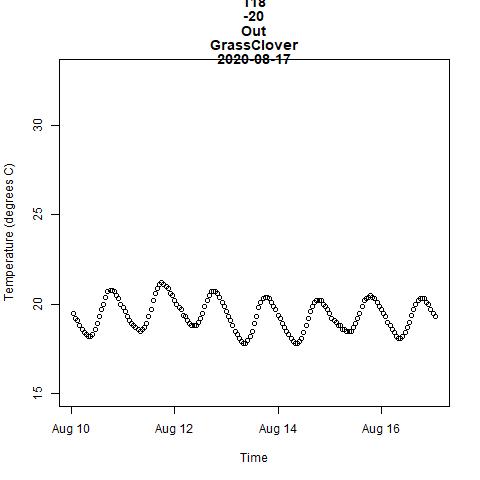 T18
-20
Out
GrassClover
2020-08-17
Temperature (degrees C)
30
25
20
15
Aug 10
Aug 12
Aug 14
Aug 16
Time